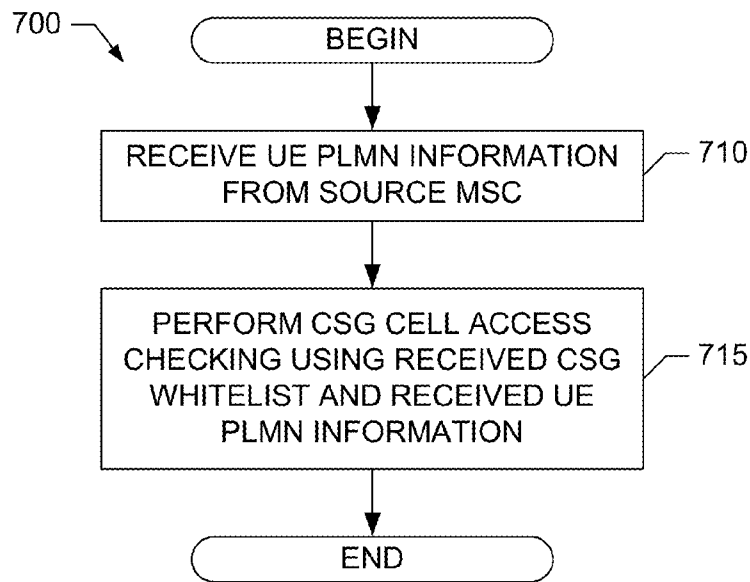 700
BEGIN
RECEIVE UE PLMN INFORMATION
FROM SOURCE MSC
710
PERFORM CSG CELL ACCESS
CHECKING USING RECEIVED CSG
WHITELIST AND RECEIVED UE
PLMN INFORMATION
715
END